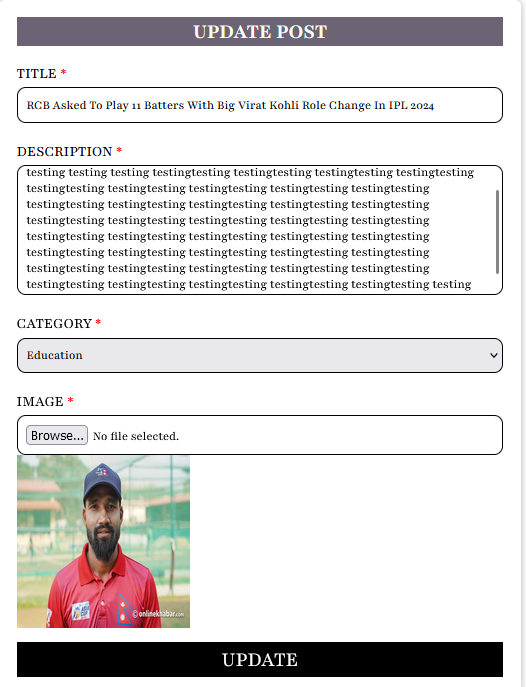 UPDATE POST
TITLE *
RCB Asked To Play 11 Batters With Big Virat Kohli Role Change In IPL 2024
DESCRIPTION *
testing testing testing testingtesting testingtesting testingtesting testingtesting
testingtesting testingtesting testingtesting testingtesting testingtesting
testingtesting testingtesting testingtesting testingtesting testingtesting
testingtesting testingtesting testingtesting testingtesting testingtesting
testingtesting testingtesting testingtesting testingtesting testingtesting
testingtesting testingtesting testingtesting testingtesting testingtesting
testingtesting testingtesting testingtesting testingtesting testingtesting
testingtesting testingtesting testingtesting testingtesting testingtesting testing
CATEGORY *
Education
IMAGE *
Browse... No file selected.
© onlinekhabar.com
UPDATE